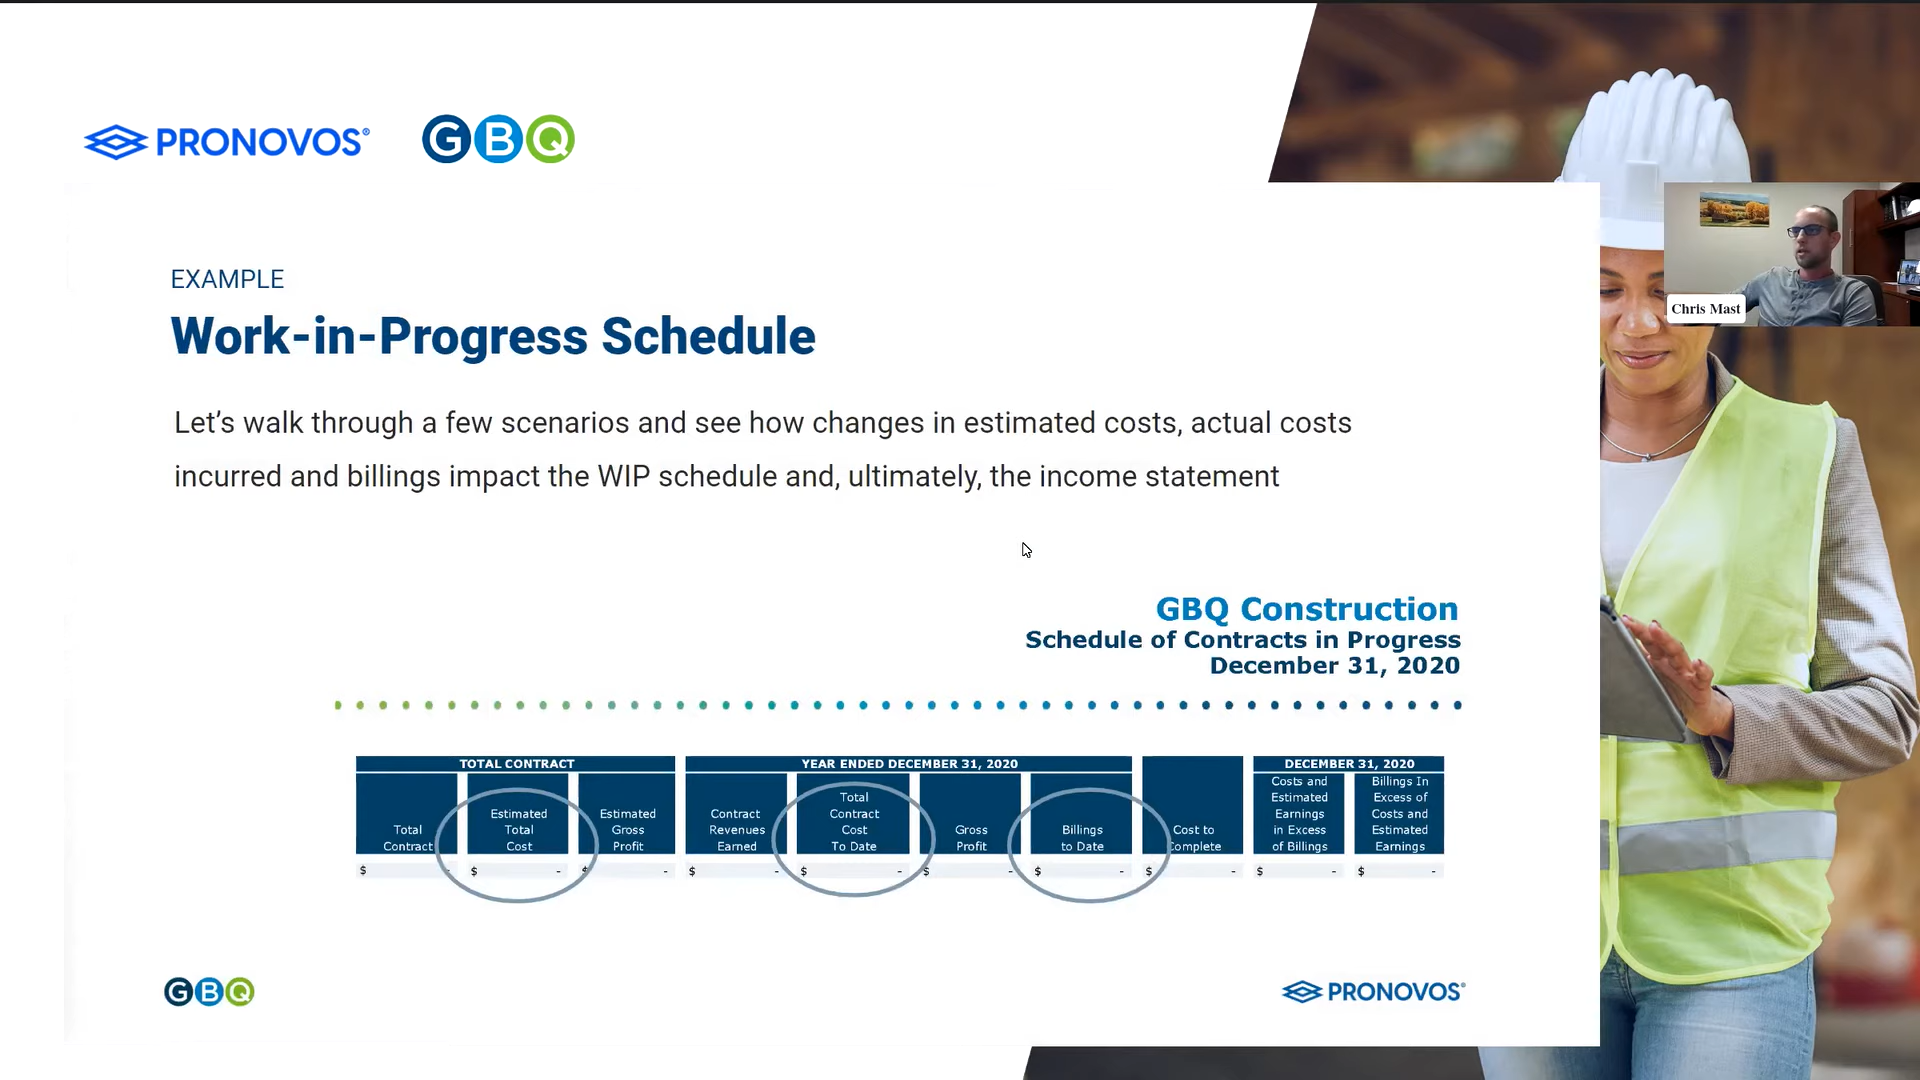 PRONOVOS®
GBQ
Chris Mast
EXAMPLE
Work-in-Progress Schedule
Let’s walk through a few scenarios and see how changes in estimated costs, actual costs
incurred and billings impact the WIP schedule and, ultimately, the income statement
GBQ Construction
Schedule of Contracts in Progress
December 31, 2020
TOTAL CONTRACT
Total
Contract
Estimated
Total
Cost
Estimated
Gross
Profit
YEAR ENDED DECEMBER 31, 2020
Contract
Revenues
Earned
Total
Contract
Cost
To Date
Gross
Profit
Billings
to Date
Cost to
Complete
DECEMBER 31, 2020
Costs and
Estimated
Earnings
in Excess
of Billings
Billings In
Excess of
Costs and
Estimated
Earnings
$ - $ - $ - $ - $ - $ - $ - $ - $ - $ -
GBQ
PRONOVOS®